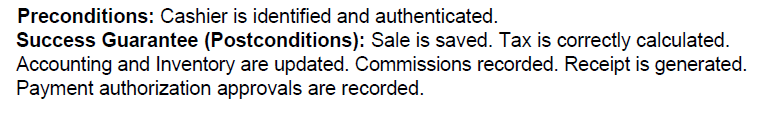 Preconditions: Cashier is identified and authenticated.
Success Guarantee (Postconditions): Sale is saved. Tax is correctly calculated.
Accounting and Inventory are updated. Commissions recorded. Receipt is generated.
Payment authorization approvals are recorded.